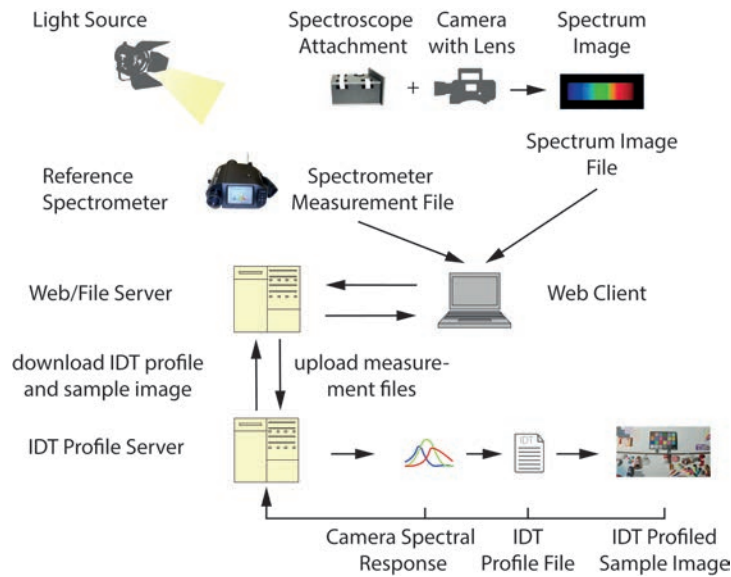 Light Source
Spectroscope
Attachment
Camera
with Lens
Spectrum
Image
+
Spectrum Image
File
Reference
Spectrometer
Spectrometer
Measurement File
Web/File Server
Web Client
download IDT profile
and sample image
upload measure-
ment files
IDT Profile Server
IDT
Camera Spectral
Response
IDT
Profile File
IDT Profiled
Sample Image